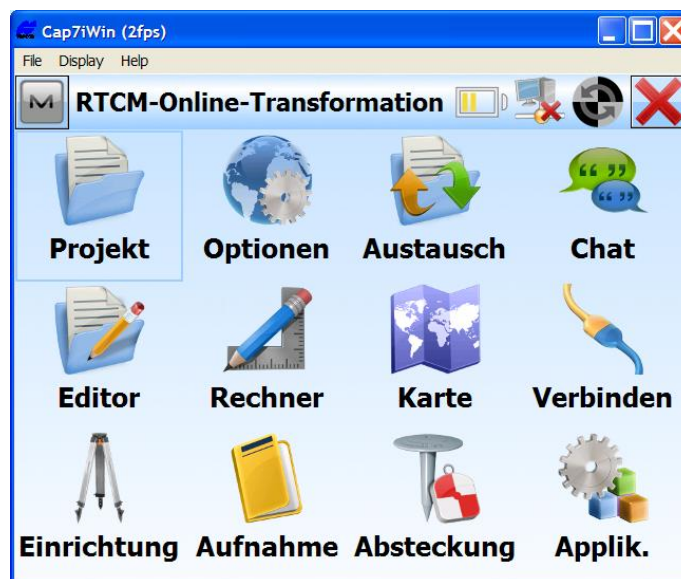 Cap7iWin (2fps)
File Display Help
RTCM-Online-Transformation
Projekt Optionen Austausch Chat
Editor Rechner Karte Verbinden
Einrichtung Aufnahme Absteckung Applik.